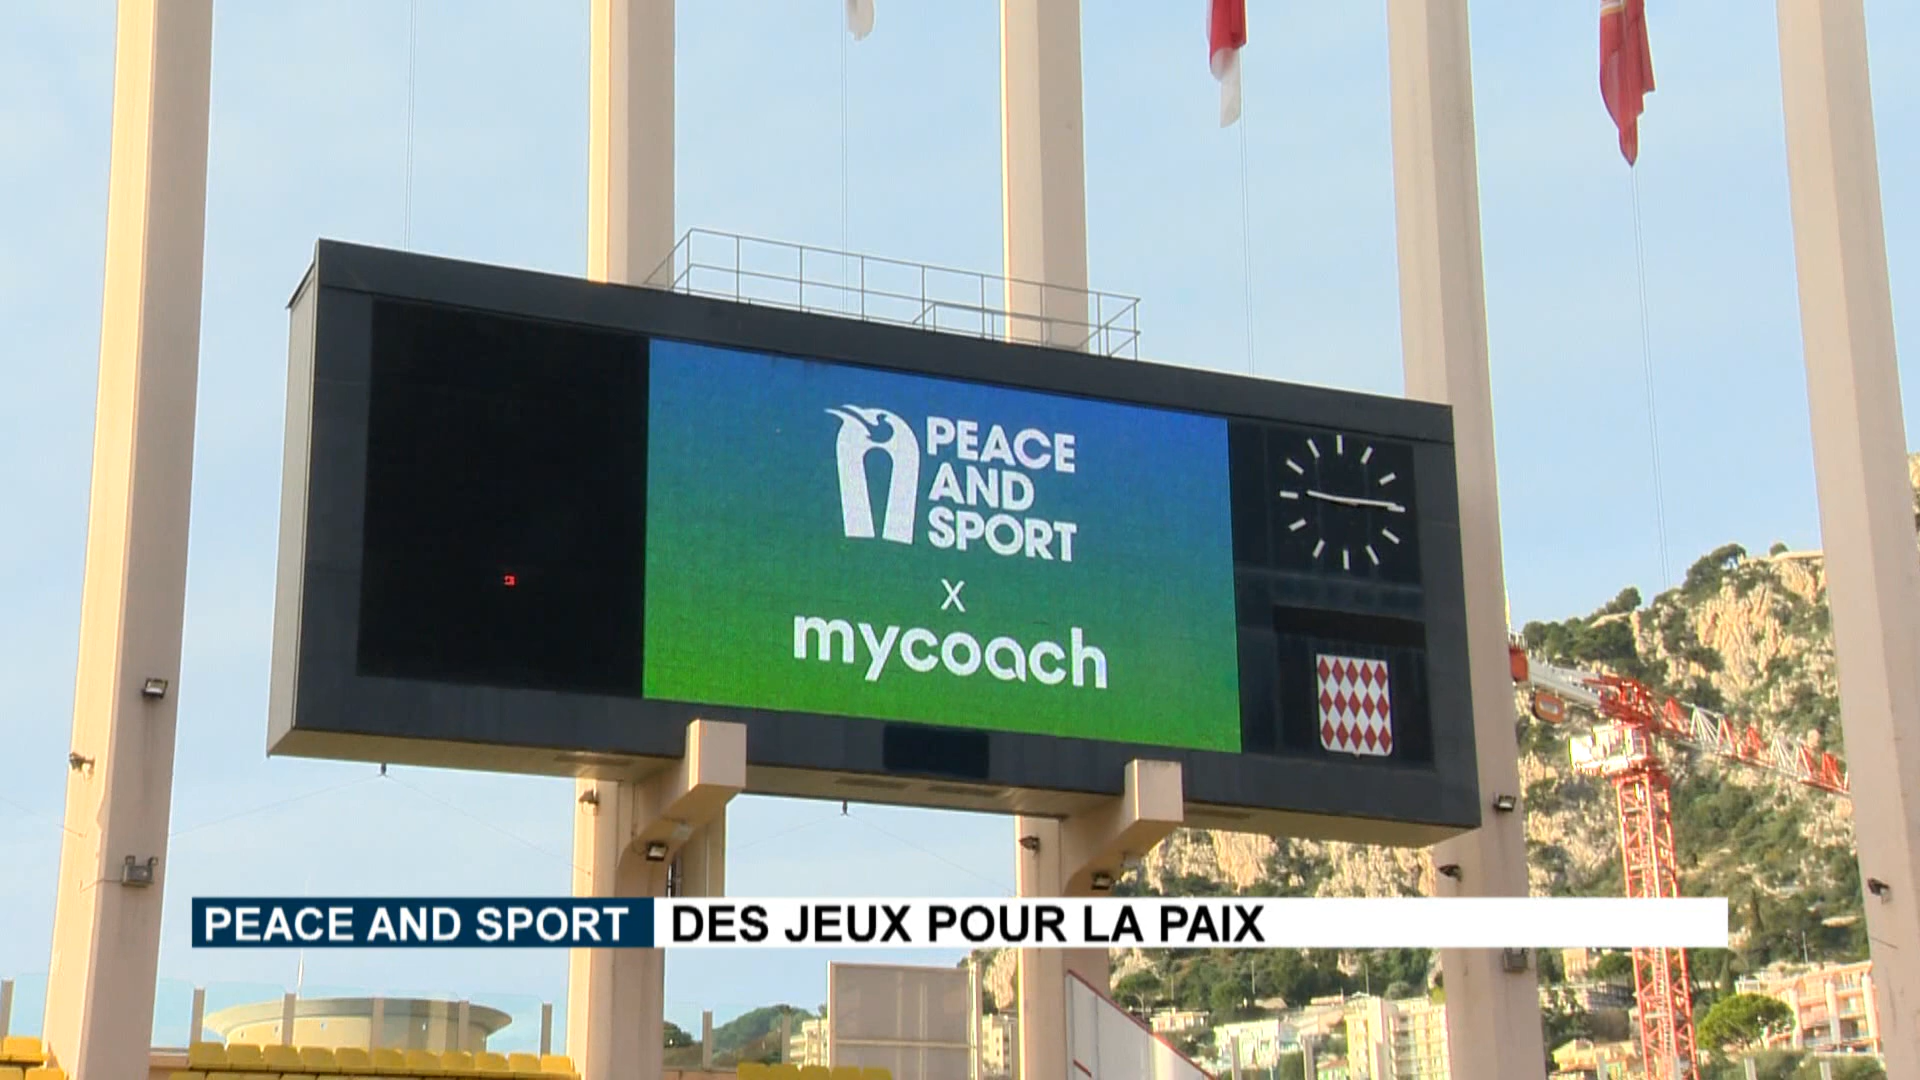 PEACE
AND
SPORT
x
mycoach
PEACE AND SPORT DES JEUX POUR LA PAIX